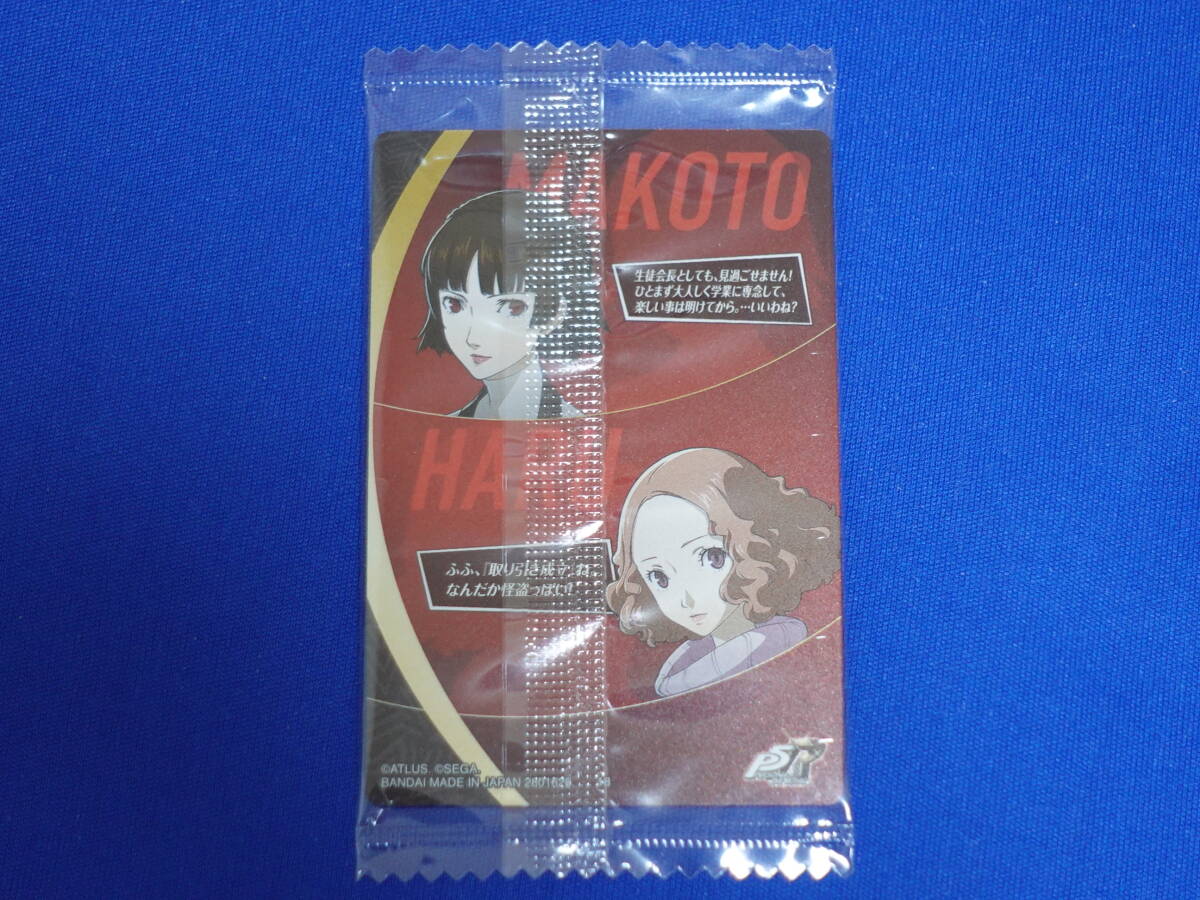 MAKOTO
生徒会長としても、見過ごせません!
ひとまず大人しく学業に専念して、
楽しい事は明けてから。…いいわね?
HARU
ふふ、『取り引き成立』ね。
なんだか怪盗っぽい!
©ATLUS. ©SEGA.
BANDAI MADE IN JAPAN
P5R